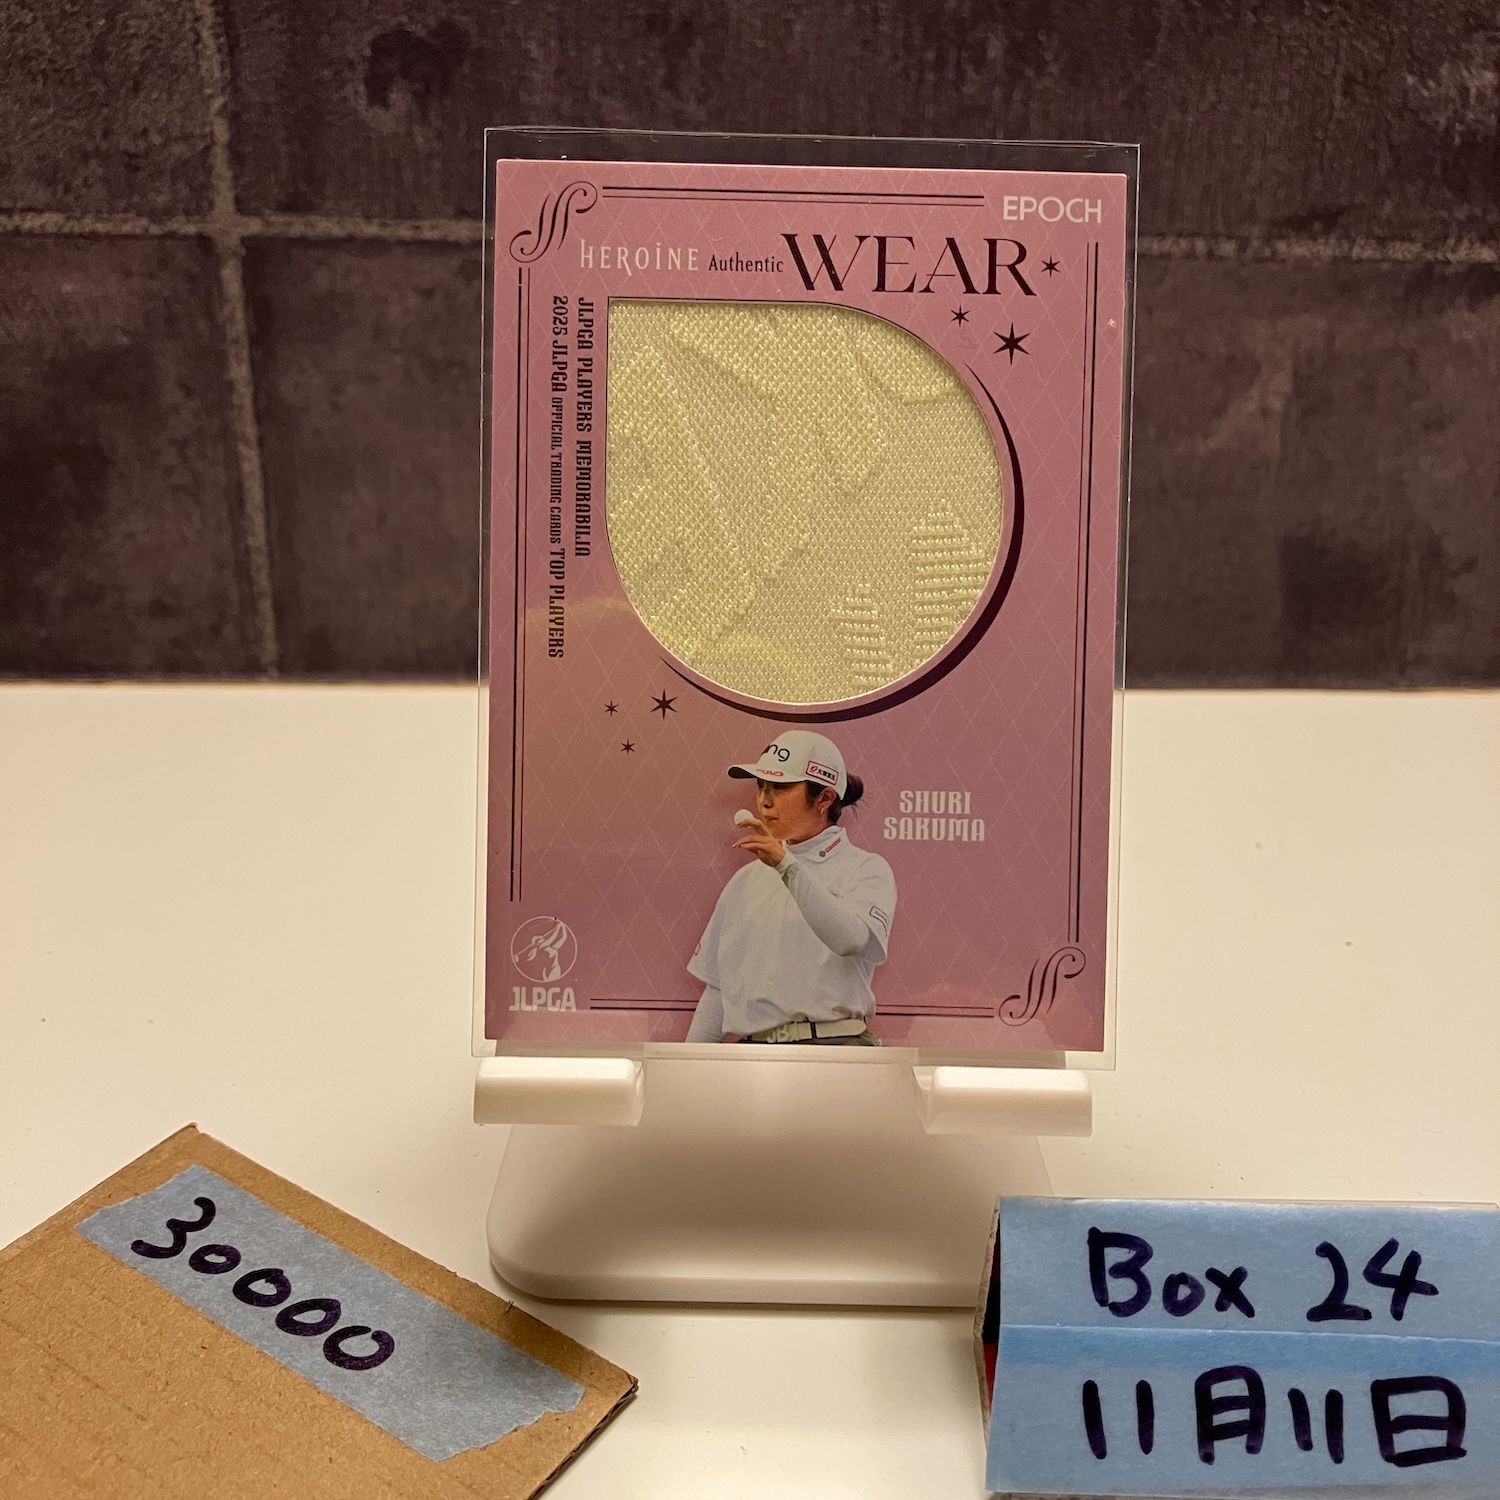 EPOCH
HEROINE Authentic WEAR
JLPGA PLAYERS MEMORABILIA
2025 JLPGA OFFICIAL TRADING CARDS TOP PLAYERS
SHURI
SAKUMA
JLPGA
30000
Box 24
11月11日